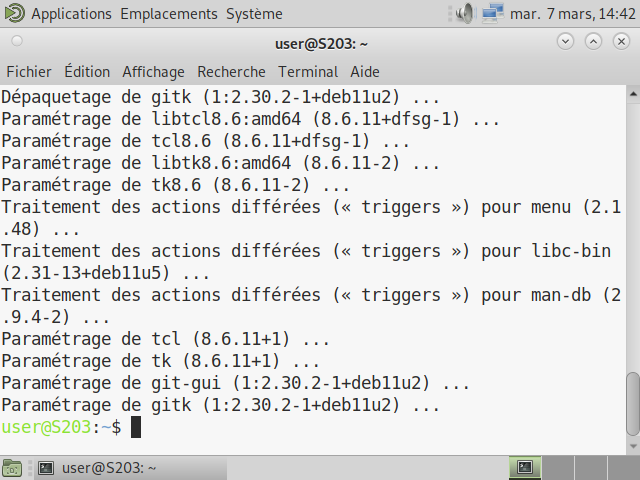 Applications Emplacements Système mar. 7 mars, 14:42
user@S203: ~
Fichier Édition Affichage Recherche Terminal Aide
Dépaquetage de gitk (1:2.30.2-1+deb11u2) ...
Paramétrage de libtcl8.6:amd64 (8.6.11+dfsg-1) ...
Paramétrage de tcl8.6 (8.6.11+dfsg-1) ...
Paramétrage de libtk8.6:amd64 (8.6.11-2) ...
Paramétrage de tk8.6 (8.6.11-2) ...
Traitement des actions différées (« triggers ») pour menu (2.1
.48) ...
Traitement des actions différées (« triggers ») pour libc-bin
(2.31-13+deb11u5) ...
Traitement des actions différées (« triggers ») pour man-db (2
.9.4-2) ...
Paramétrage de tcl (8.6.11+1) ...
Paramétrage de tk (8.6.11+1) ...
Paramétrage de git-gui (1:2.30.2-1+deb11u2) ...
Paramétrage de gitk (1:2.30.2-1+deb11u2) ...
user@S203:~$
user@S203: ~